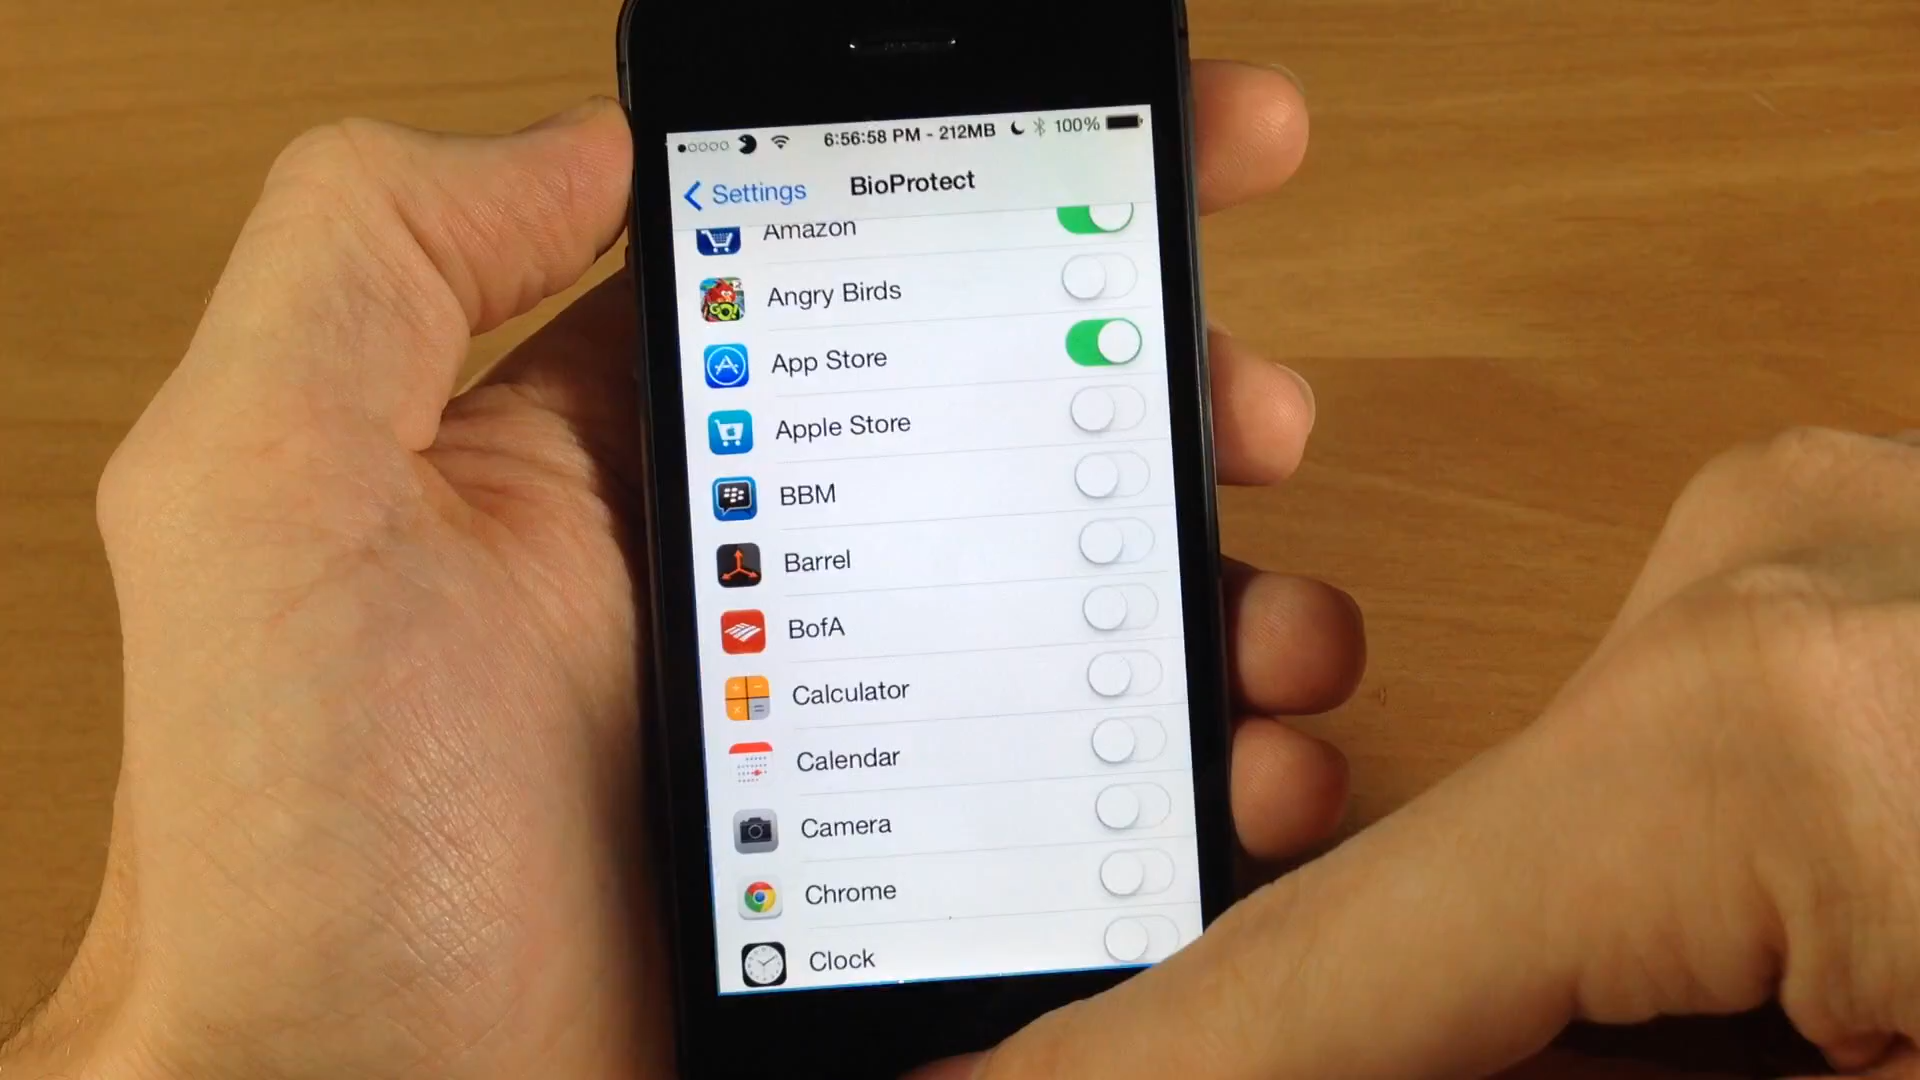 6:56:58 PM - 212MB 100%
Settings BioProtect
Amazon
Angry Birds
GO!
App Store
Apple Store
BBM
Barrel
BofA
Calculator
Calendar
Camera
Chrome
Clock